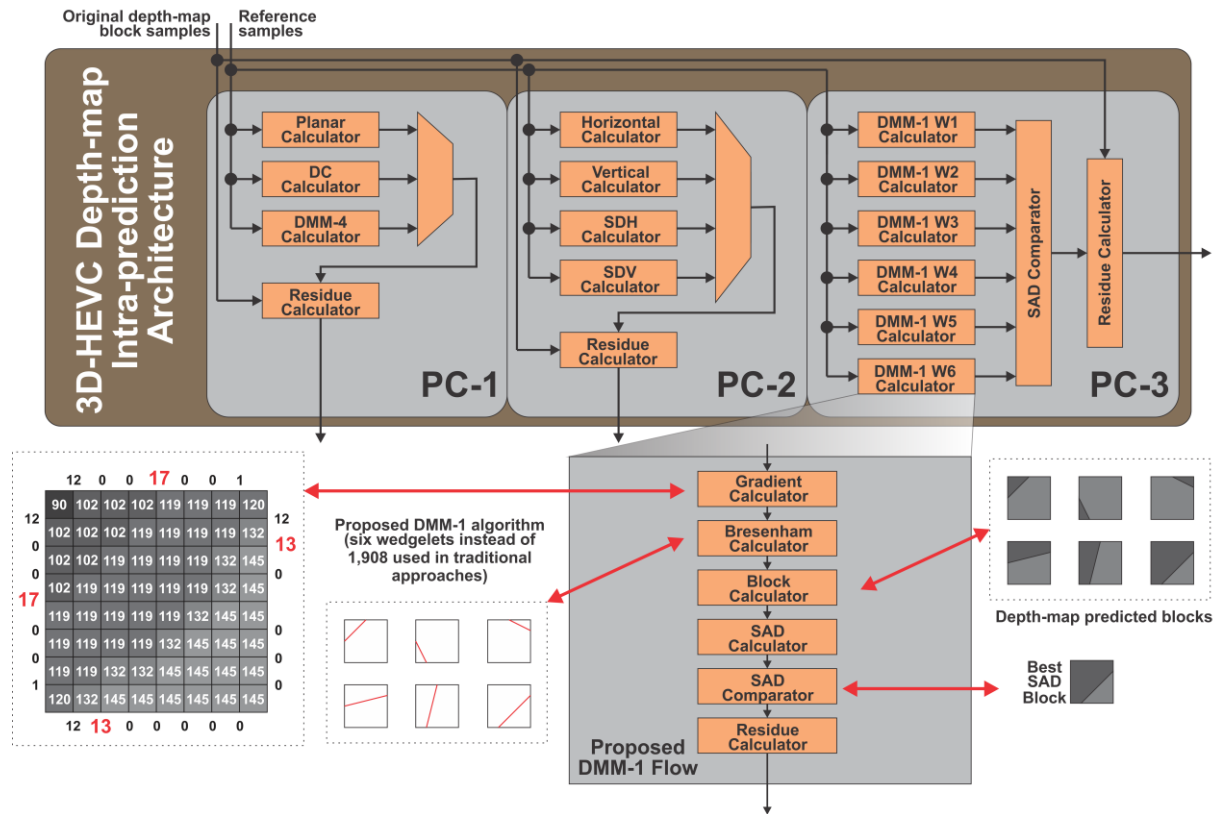 Original depth-map
block samples
Reference
samples
3D-HEVC Depth-map
Intra-prediction
Architecture
Planar
Calculator
DC
Calculator
DMM-4
Calculator
Residue
Calculator
PC-1
Horizontal
Calculator
Vertical
Calculator
SDH
Calculator
SDV
Calculator
Residue
Calculator
PC-2
DMM-1 W1
Calculator
DMM-1 W2
Calculator
DMM-1 W3
Calculator
DMM-1 W4
Calculator
DMM-1 W5
Calculator
DMM-1 W6
Calculator
SAD Comparator
Residue Calculator
PC-3
12 0 0 17 0 0 1
90 102 102 102 119 119 119 120
12 12
102 102 102 119 119 119 119 132
0 13
102 102 119 119 119 119 132 145
0 0
102 119 119 119 119 132 145 145
17 0
119 119 119 119 119 132 145 145
0 0
119 119 119 119 132 145 145 145
0 0
119 119 132 132 145 145 145 145
1 0
120 132 145 145 145 145 145 145
12 13 0 0 0 0 0
Proposed DMM-1 algorithm
(six wedgelets instead of
1,908 used in traditional
approaches)
Gradient
Calculator
Bresenham
Calculator
Block
Calculator
SAD
Calculator
SAD
Comparator
Residue
Calculator
Proposed
DMM-1 Flow
Depth-map predicted blocks
Best
SAD
Block